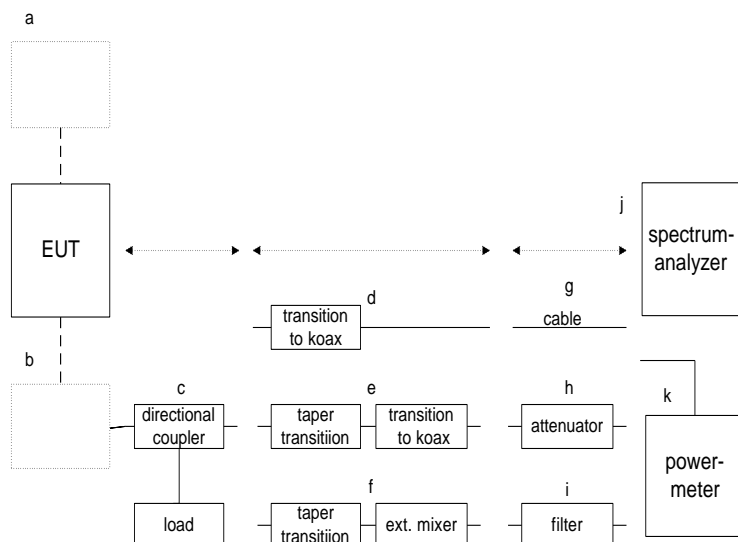 a
j
EUT
spectrum-
analyzer
d
g
transition
to koax
cable
b
c
e
h
k
directional
coupler
taper
transitiion
transition
to koax
attenuator
power-
meter
f
i
load
taper
transitiion
ext. mixer
filter